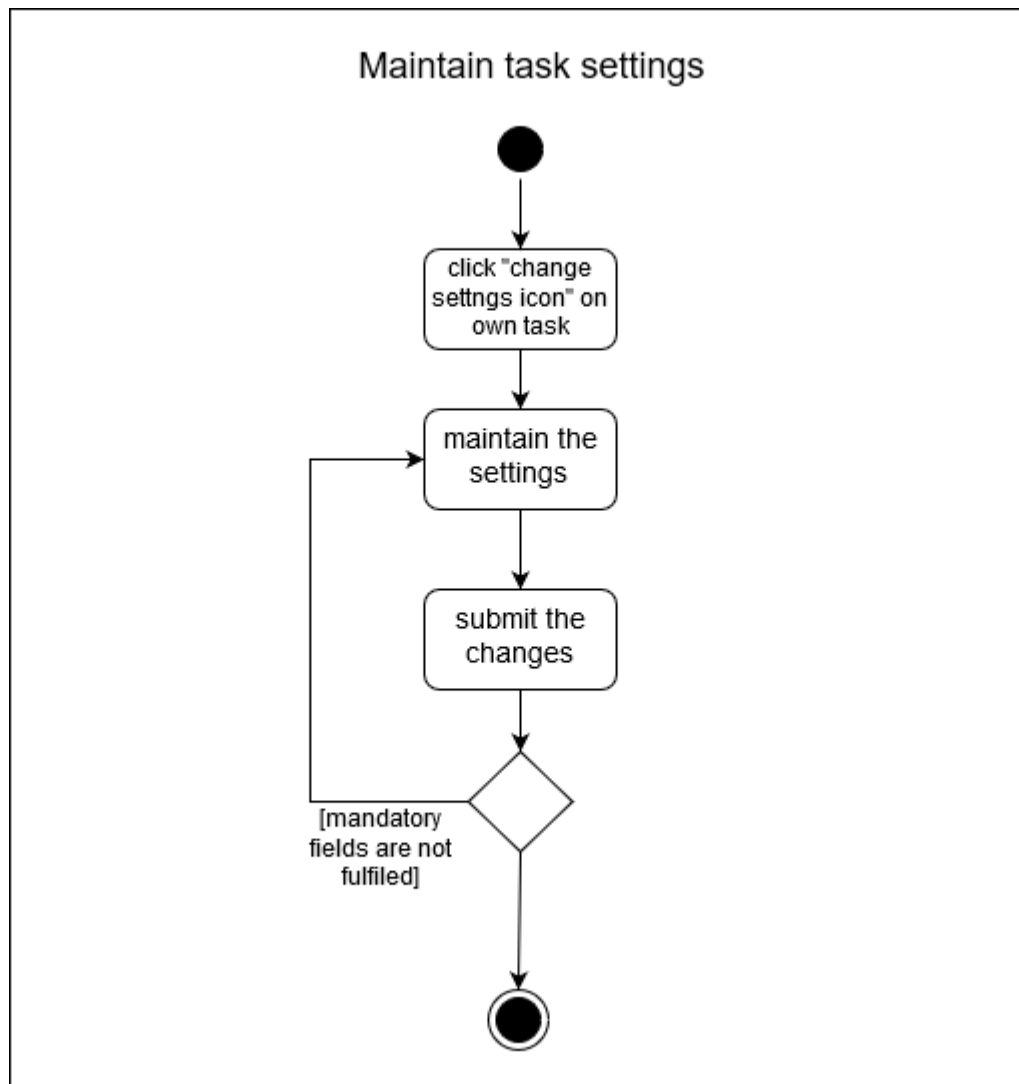 Maintain task settings
click "change
settngs icon" on
own task
maintain the
settings
submit the
changes
[mandatory
fields are not
fulfiled]